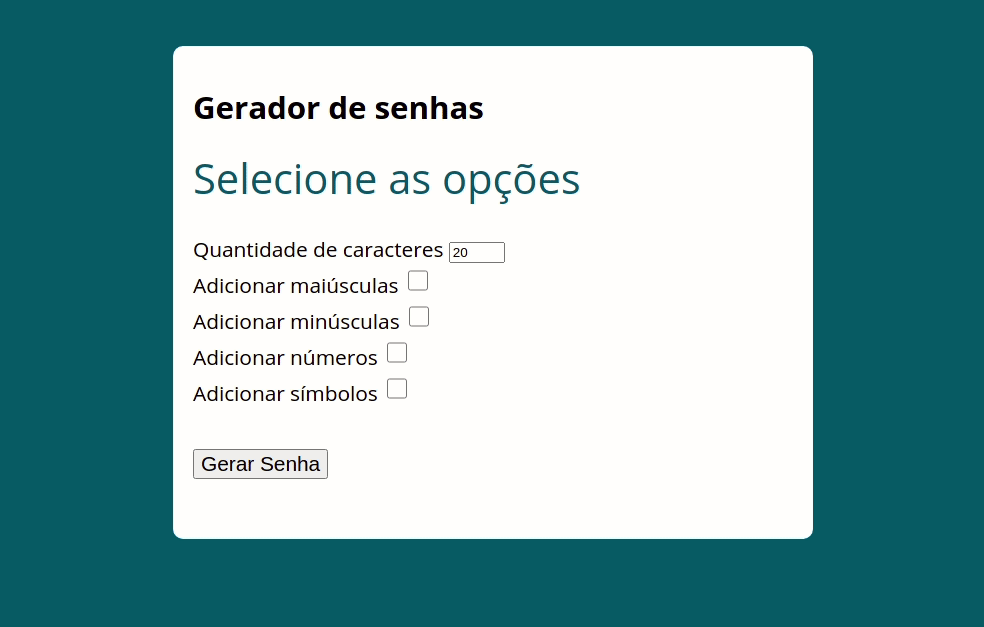 Gerador de senhas
Selecione as opções
Quantidade de caracteres 20
Adicionar maiúsculas
Adicionar minúsculas
Adicionar números
Adicionar símbolos
Gerar Senha